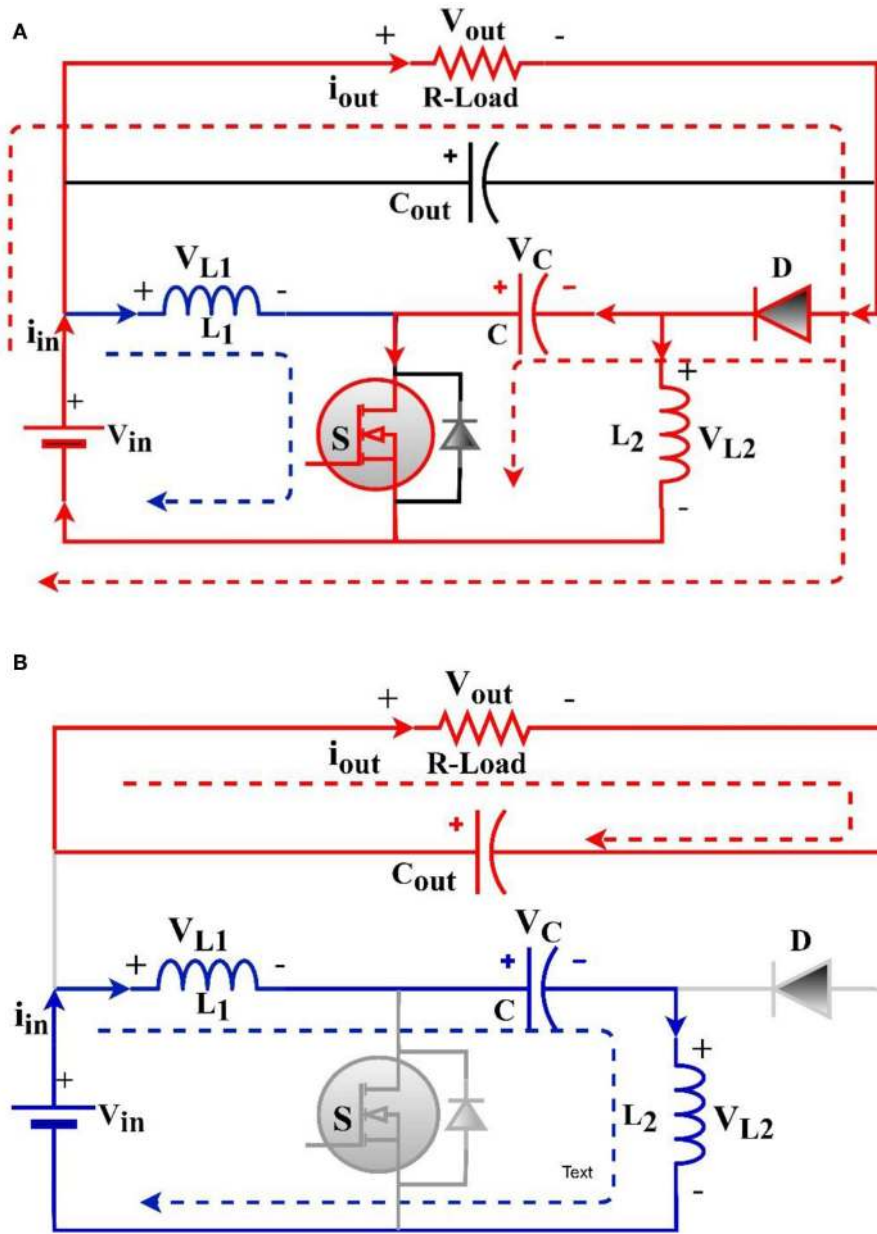 A
+ Vout -
iout R-Load
+
Cout
VL1
+ -
L1
VC
+ -
C
D
iin
+
Vin
S
+
L2 VL2
-
B
+ Vout -
iout R-Load
+
Cout
VL1
+ -
L1
VC
+ -
C
D
iin
+
Vin
S
+
L2 VL2
Text
-